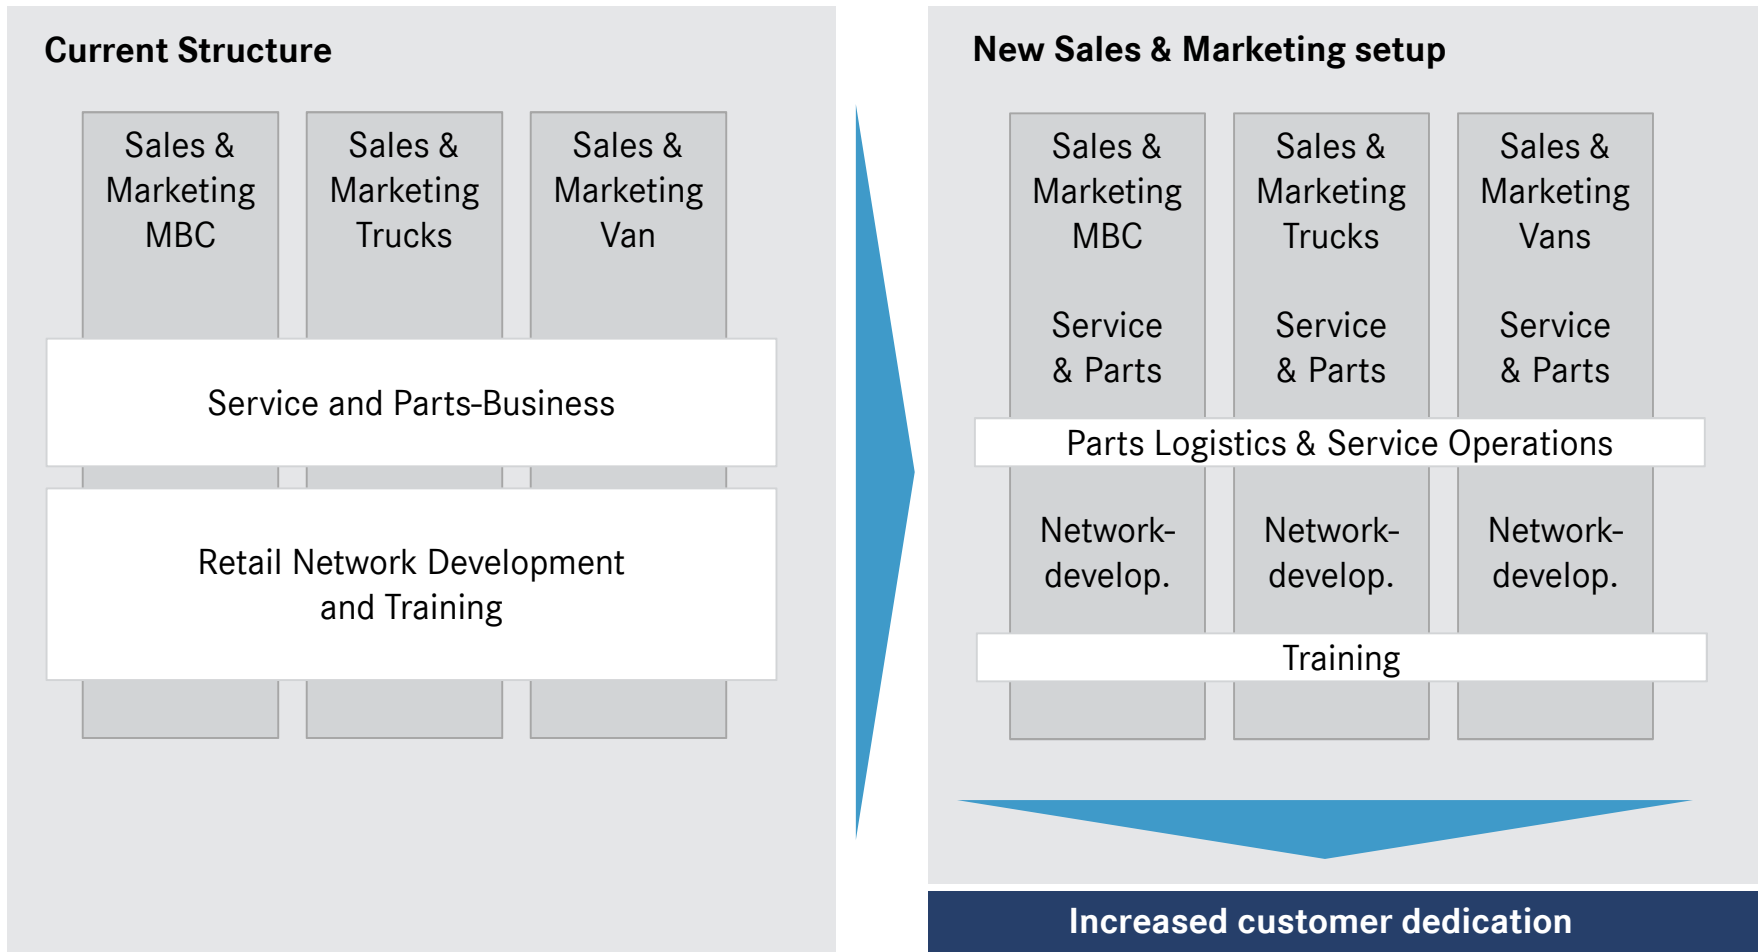 Current Structure
Sales &
Marketing
MBC
Sales &
Marketing
Trucks
Sales &
Marketing
Van
Service and Parts-Business
Retail Network Development
and Training
New Sales & Marketing setup
Sales &
Marketing
MBC
Service
& Parts
Sales &
Marketing
Trucks
Service
& Parts
Sales &
Marketing
Vans
Service
& Parts
Parts Logistics & Service Operations
Network-
develop.
Network-
develop.
Network-
develop.
Training
Increased customer dedication